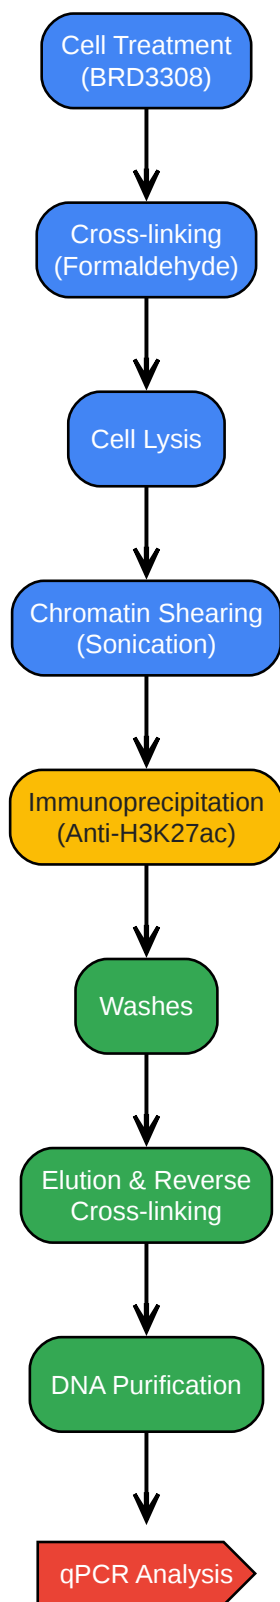 Cell Treatment
(BRD3308)
Cross-linking
(Formaldehyde)
Cell Lysis
Chromatin Shearing
(Sonication)
Immunoprecipitation
(Anti-H3K27ac)
Washes
Elution & Reverse
Cross-linking
DNA Purification
qPCR Analysis